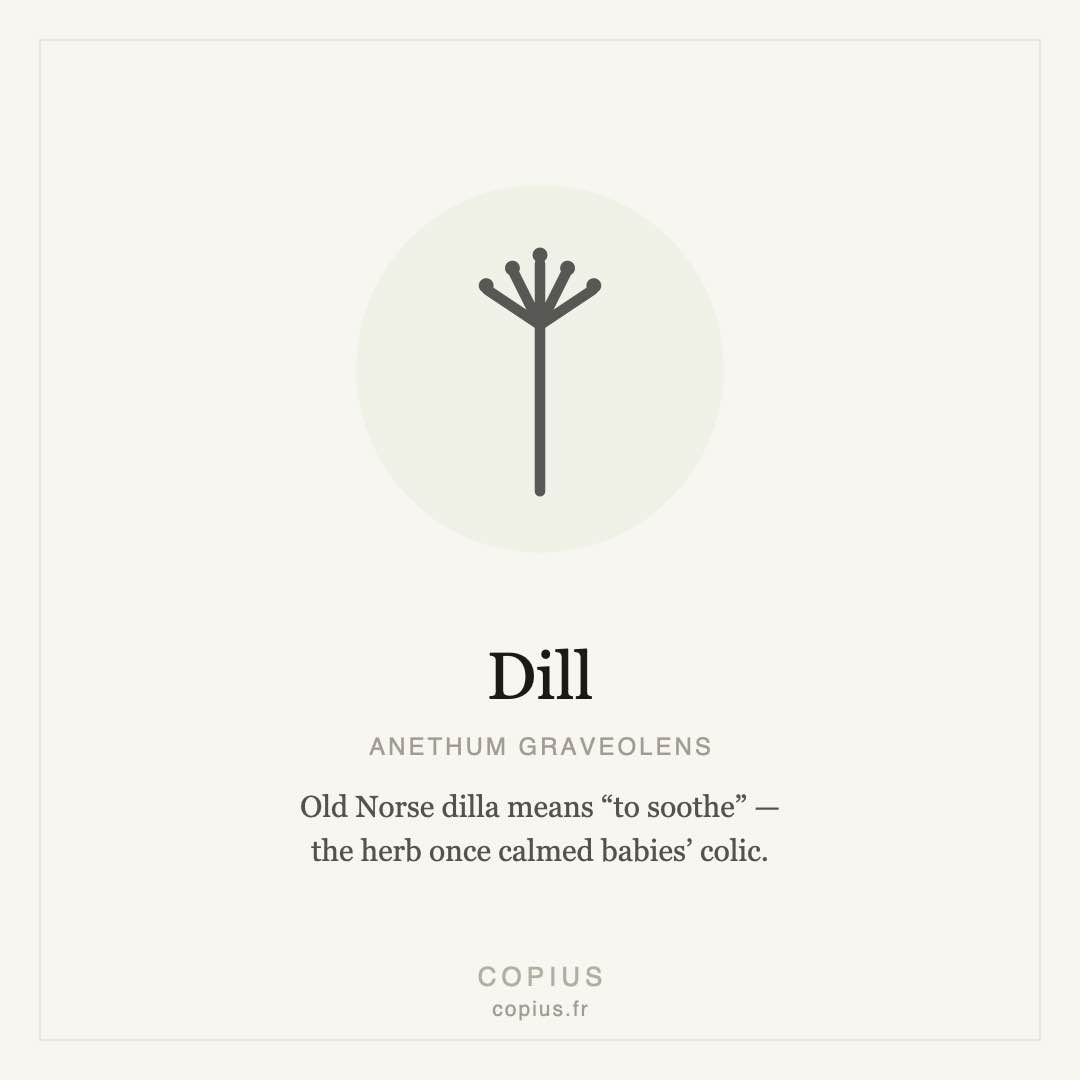 Dill
ANETHUM GRAVEOLENS
Old Norse dilla means “to soothe” —
the herb once calmed babies’ colic.
COPIUS
copius.fr